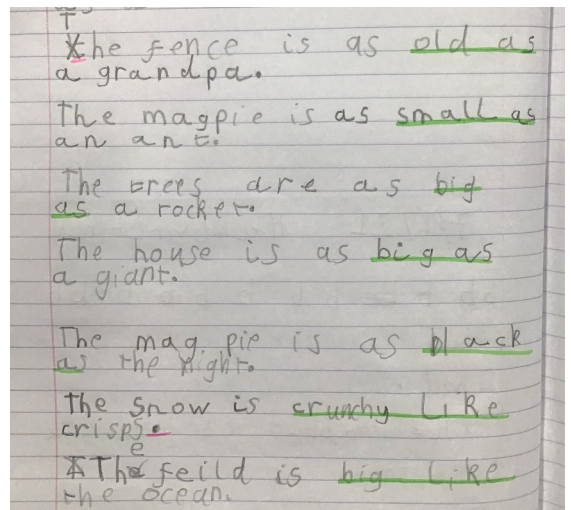 T
The fence is as old as
a grandpa.
The magpie is as small as
an ant.
The trees are as big
as a rocket.
The house is as big as
a giant.
The mag pie is as black
as the night.
The snow is crunchy like
crisps.
e
The feild is big like
the ocean.